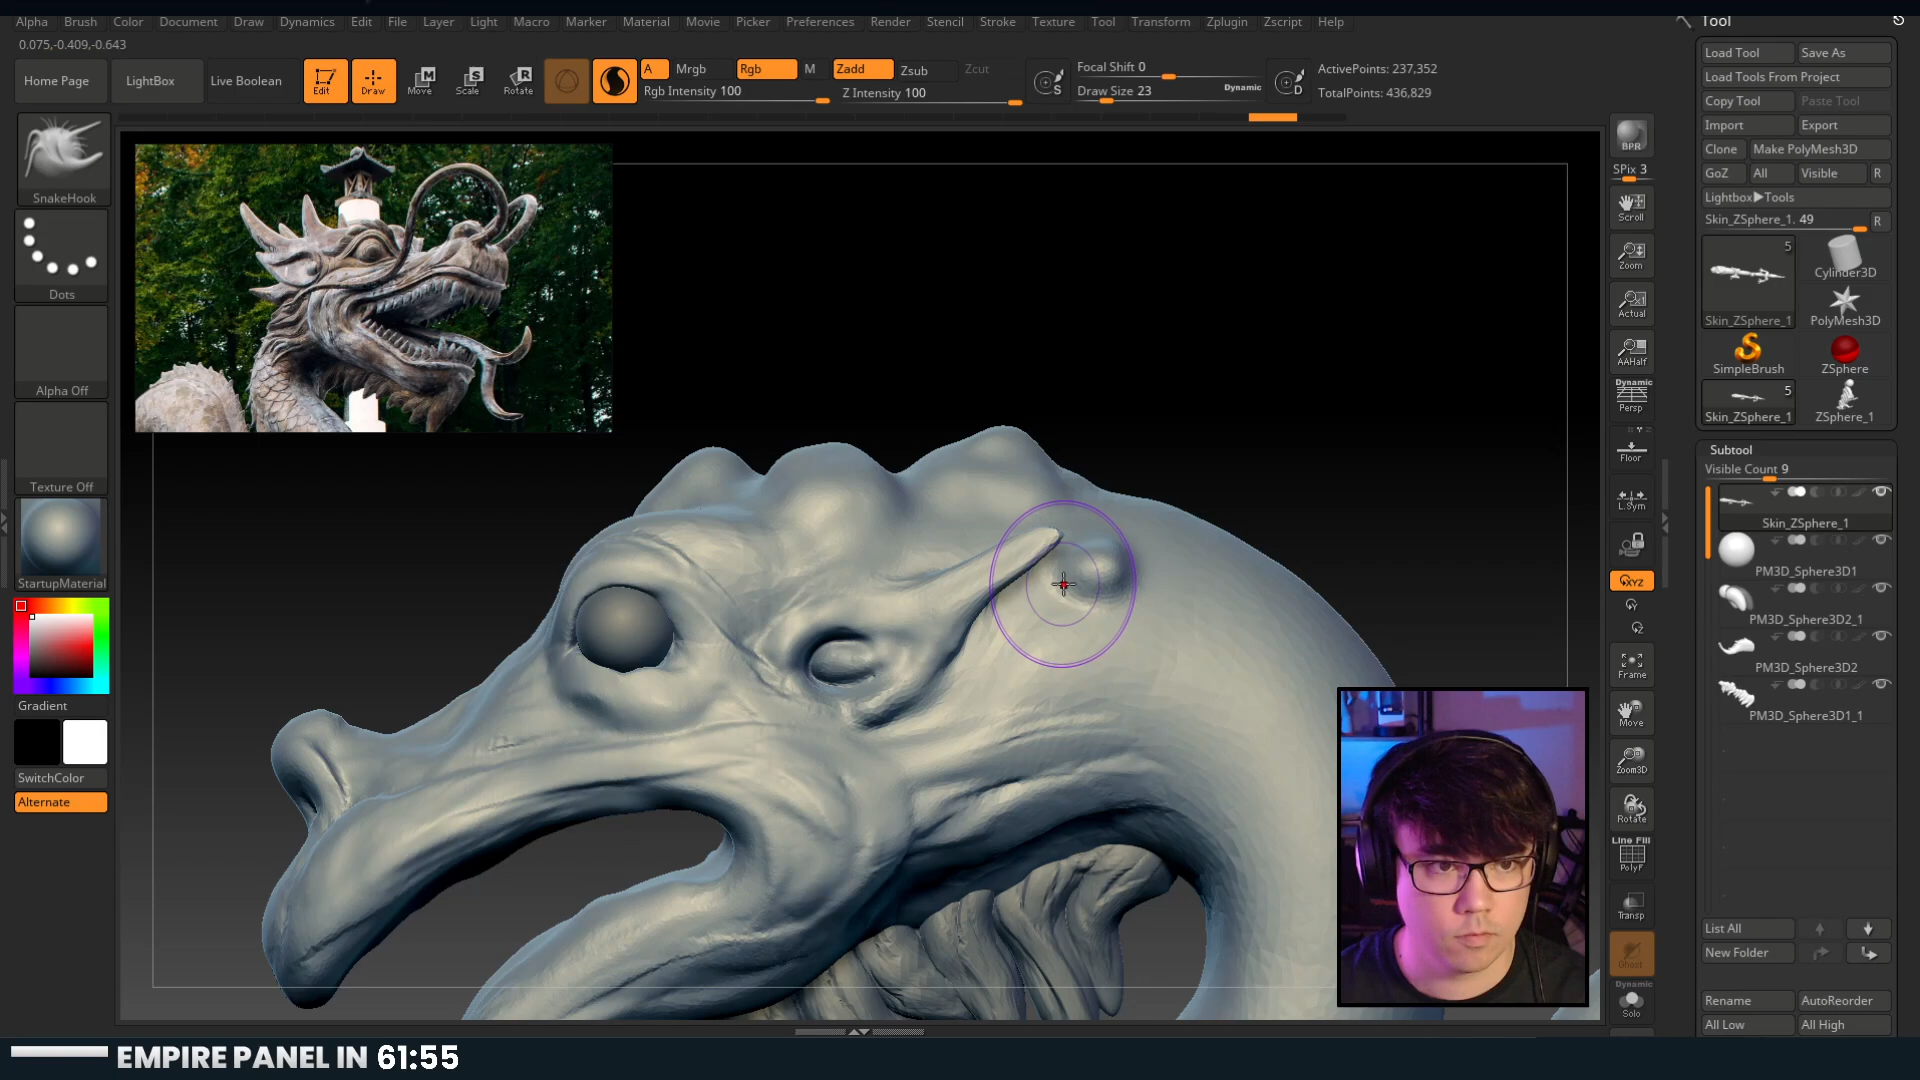 Alpha Brush Color Document Draw Dynamics Edit File Layer Light Macro Marker Material Movie Picker Preferences Render Stencil Stroke Texture Tool Transform Zplugin Zscript Help
Tool
0.075,-0.409,-0.643
Home Page LightBox Live Boolean Edit Draw Move Scale Rotate
A Mrgb Rgb M Zadd Zsub Zcut
Rgb Intensity 100 Z Intensity 100
Focal Shift 0
Draw Size 23 Dynamic
ActivePoints: 237,352
TotalPoints: 436,829
SnakeHook
Dots
Alpha Off
Texture Off
StartupMaterial
Gradient
SwitchColor
Alternate
BPR
SPix 3
Scroll
Zoom
Actual
AAHalf
Dynamic
Persp
Floor
L.Sym
XYZ
Frame
Move
Zoom3D
Rotate
Line Fill
PolyF
Transp
Ghost
Dynamic
Solo
Load Tool Save As
Load Tools From Project
Copy Tool Paste Tool
Import Export
Clone Make PolyMesh3D
GoZ All Visible R
Lightbox▶Tools
Skin_ZSphere_1. 49 R
5
Cylinder3D
Skin_ZSphere_1 PolyMesh3D
SimpleBrush ZSphere
5
Skin_ZSphere_1 ZSphere_1
Subtool
Visible Count 9
Skin_ZSphere_1
PM3D_Sphere3D1
PM3D_Sphere3D2_1
PM3D_Sphere3D2
PM3D_Sphere3D1_1
List All
New Folder
Rename AutoReorder
All Low All High
EMPIRE PANEL IN 61:55